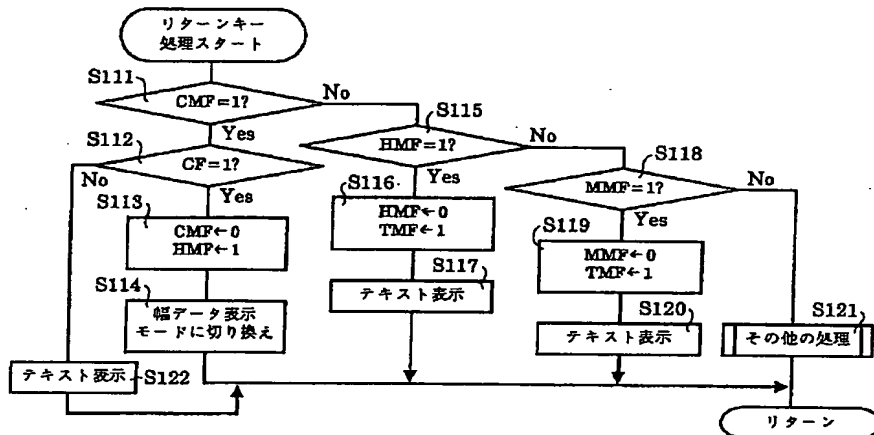 リターンキー
処理スタート
S111
CMF=1?
No
Yes
S112
CF=1?
No
Yes
S113
CMF←0
HMF←1
S114
幅データ表示
モードに切り換え
テキスト表示
S122
S115
HMF=1?
No
Yes
S116
HMF←0
TMF←1
S117
テキスト表示
S118
MMF=1?
No
Yes
S119
MMF←0
TMF←1
S120
テキスト表示
S121
その他の処理
リターン